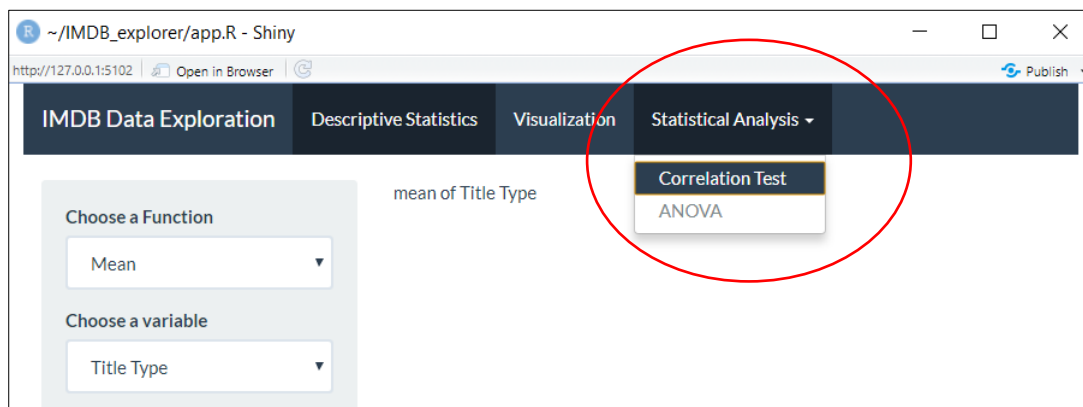 R ~/IMDB_explorer/app.R - Shiny
http://127.0.0.1:5102 Open in Browser Publish
IMDB Data Exploration Descriptive Statistics Visualization Statistical Analysis
Correlation Test
ANOVA
mean of Title Type
Choose a Function
Mean
Choose a variable
Title Type